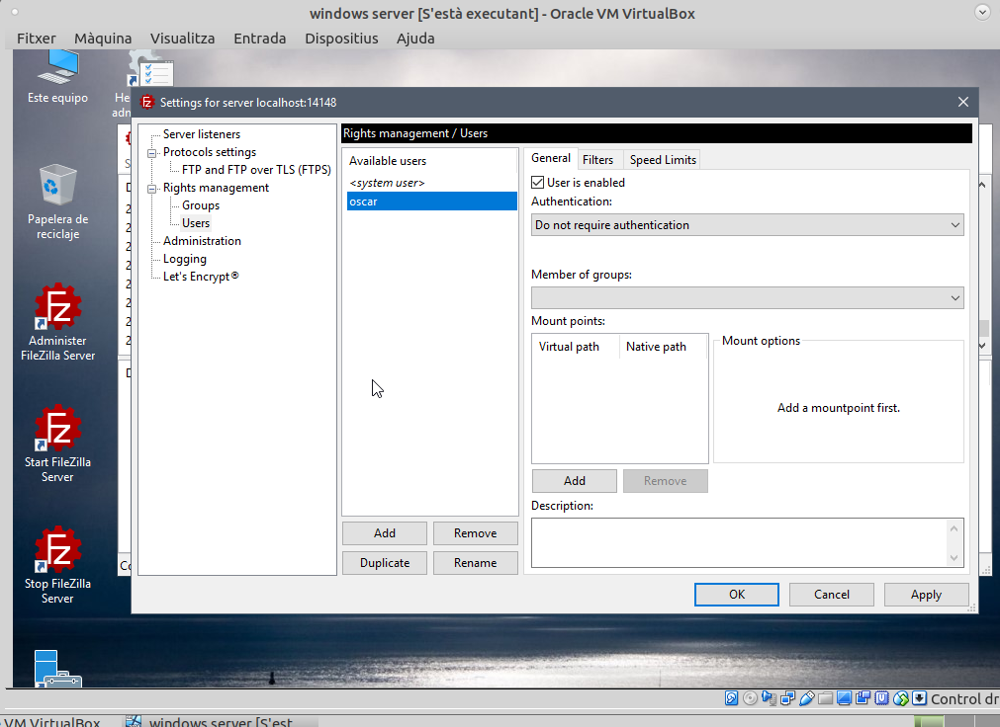 windows server [S'està executant] - Oracle VM VirtualBox
Fitxer Màquina Visualitza Entrada Dispositius Ajuda
Este equipo
He
adn
Papelera de
reciclaje
Administer
FileZilla Server
Start FileZilla
Server
Stop FileZilla
Server
Settings for server localhost:14148
Server listeners
Protocols settings
FTP and FTP over TLS (FTPS)
Rights management
Groups
Users
Administration
Logging
Let's Encrypt®
Rights management / Users
Available users
<system user>
oscar
Add Remove
Duplicate Rename
General Filters Speed Limits
User is enabled
Authentication:
Do not require authentication
Member of groups:
Mount points:
Virtual path Native path
Mount options
Add a mountpoint first.
Add Remove
Description:
OK Cancel Apply
Control dr
VM VirtualBox
windows server [S'est